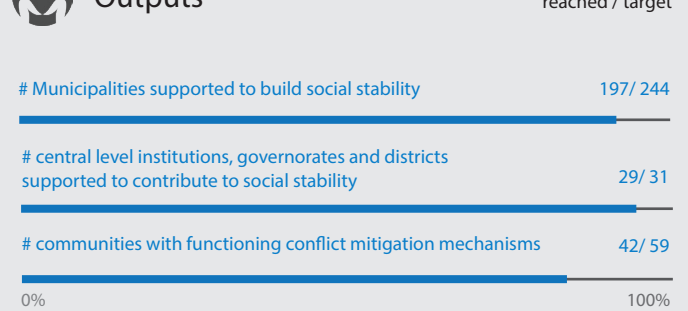 Outputs
reached / target
# Municipalities supported to build social stability 197/ 244
# central level institutions, governorates and districts
supported to contribute to social stability 29/ 31
# communities with functioning conflict mitigation mechanisms 42/ 59
0% 100%